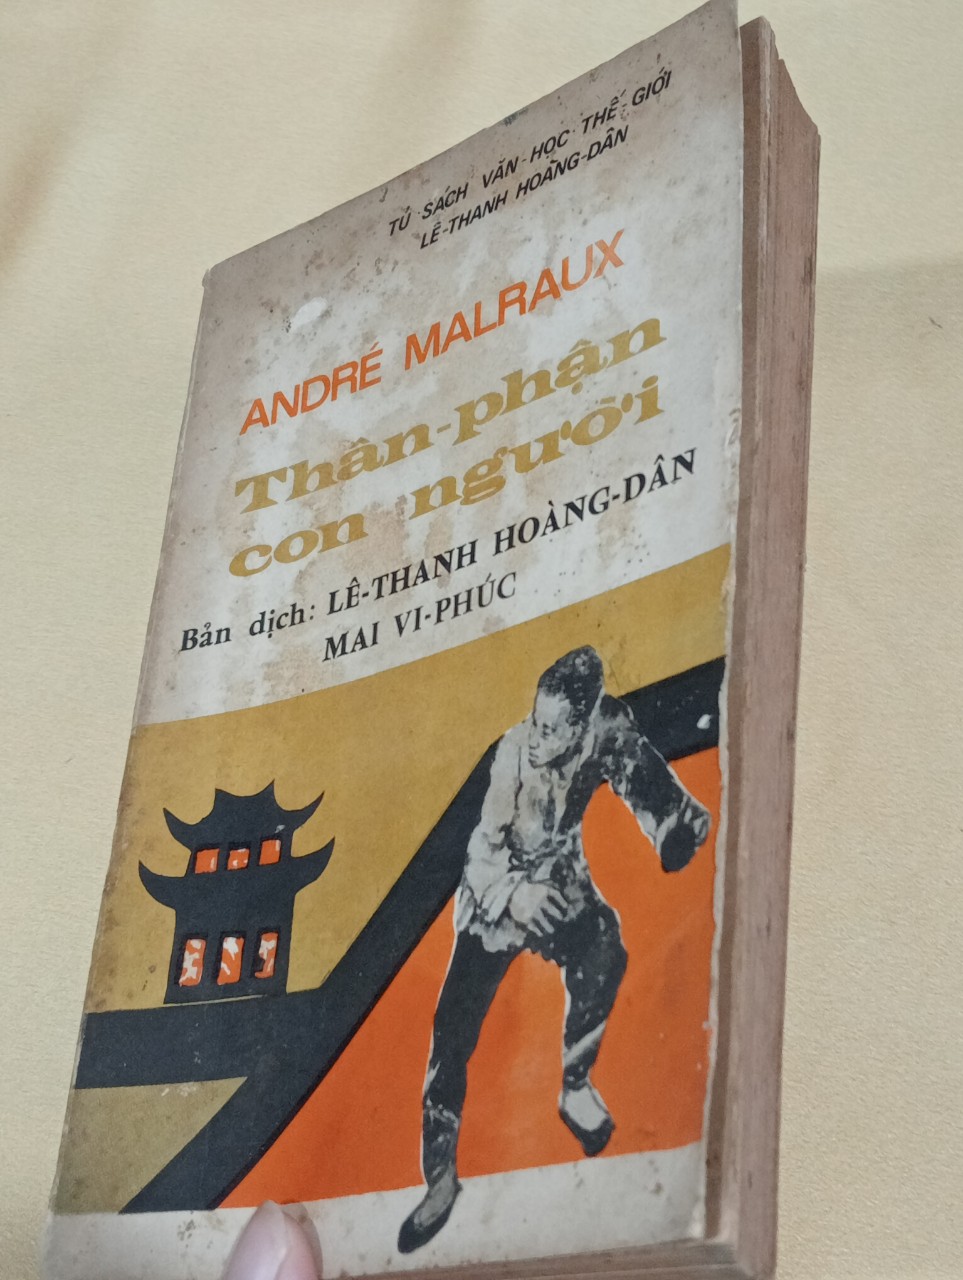 TỦ SÁCH VĂN-HỌC THẾ-GIỚI
LÊ-THANH HOÀNG-DÂN
ANDRÉ MALRAUX
Thân-phận
con người
Bản dịch: LÊ-THANH HOÀNG-DÂN
MAI VI-PHÚC